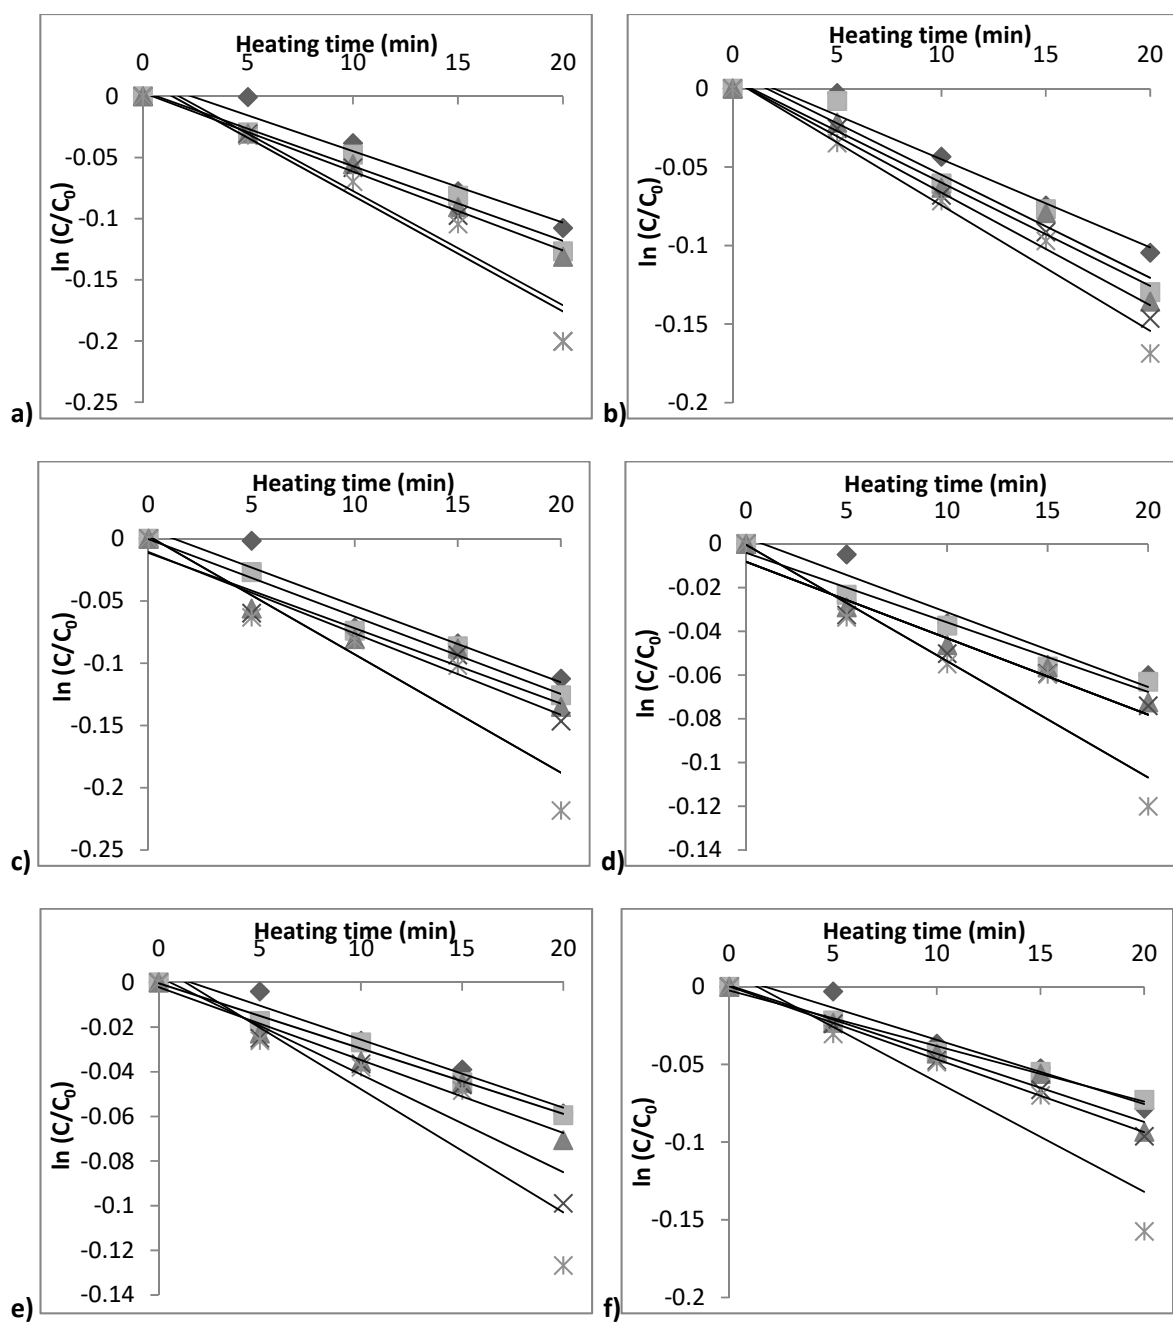 Heating time (min)
0 5 10 15 20
0
-0.05
-0.1
-0.15
-0.2
-0.25
ln (C/C₀)
a)
Heating time (min)
0 5 10 15 20
0
-0.05
-0.1
-0.15
-0.2
ln (C/C₀)
b)
Heating time (min)
0 5 10 15 20
0
-0.05
-0.1
-0.15
-0.2
-0.25
ln (C/C₀)
c)
Heating time (min)
0 5 10 15 20
0
-0.02
-0.04
-0.06
-0.08
-0.1
-0.12
-0.14
ln (C/C₀)
d)
Heating time (min)
0 5 10 15 20
0
-0.02
-0.04
-0.06
-0.08
-0.1
-0.12
-0.14
ln (C/C₀)
e)
Heating time (min)
0 5 10 15 20
0
-0.05
-0.1
-0.15
-0.2
ln (C/C₀)
f)